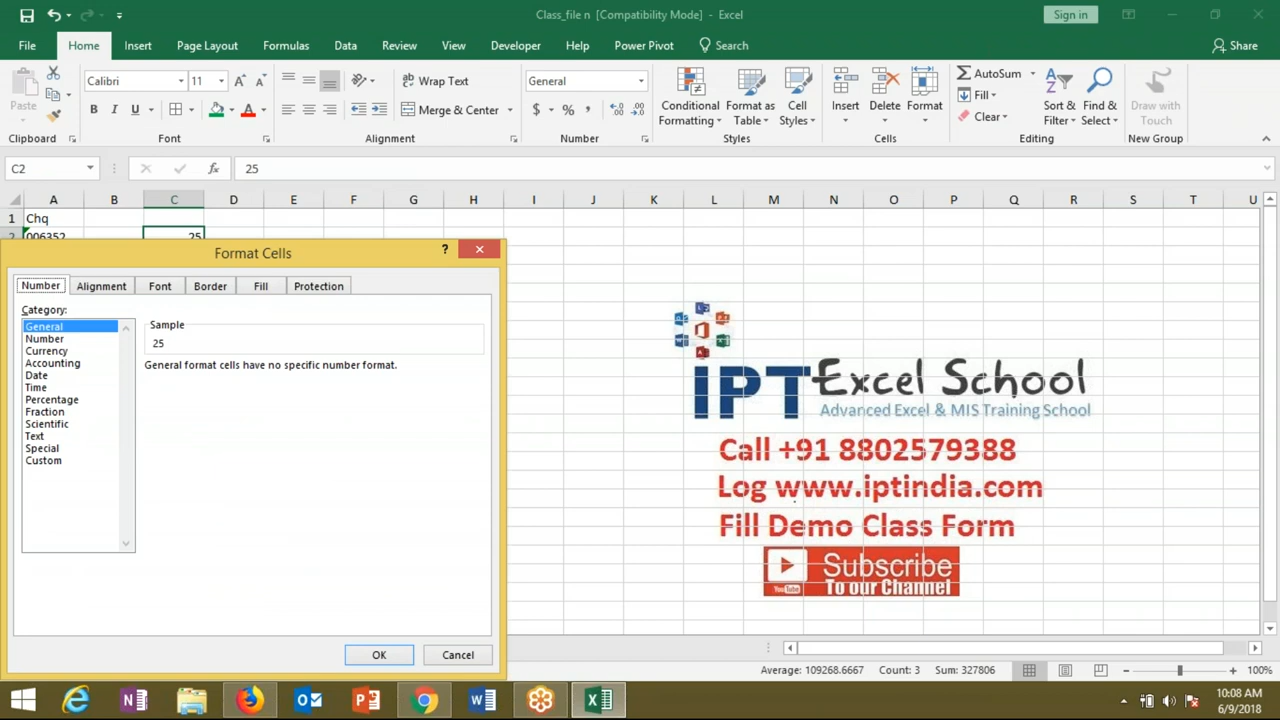 Class_file n [Compatibility Mode] - Excel
Sign in
File Home Insert Page Layout Formulas Data Review View Developer Help Power Pivot Search Share
Paste
Calibri 11
Wrap Text
General
Merge & Center
$ % ,
Conditional Formatting
Format as Table
Cell Styles
Insert
Delete
Format
AutoSum
Fill
Clear
Sort & Filter
Find & Select
Draw with Touch
Clipboard Font Alignment Number Styles Cells Editing New Group
C2 fx 25
A B C D E F G H I J K L M N O P Q R S T U
1 Chq
2 006352 25
Format Cells
?
Number Alignment Font Border Fill Protection
Category:
General
Number
Currency
Accounting
Date
Time
Percentage
Fraction
Scientific
Text
Special
Custom
Sample
25
General format cells have no specific number format.
OK Cancel
IPT Excel School
Advanced Excel & MIS Training School
Call +91 8802579388
Log www.iptindia.com
Fill Demo Class Form
YouTube
Subscribe
To our Channel
Average: 109268.6667 Count: 3 Sum: 327806 100%
10:08 AM
6/9/2018